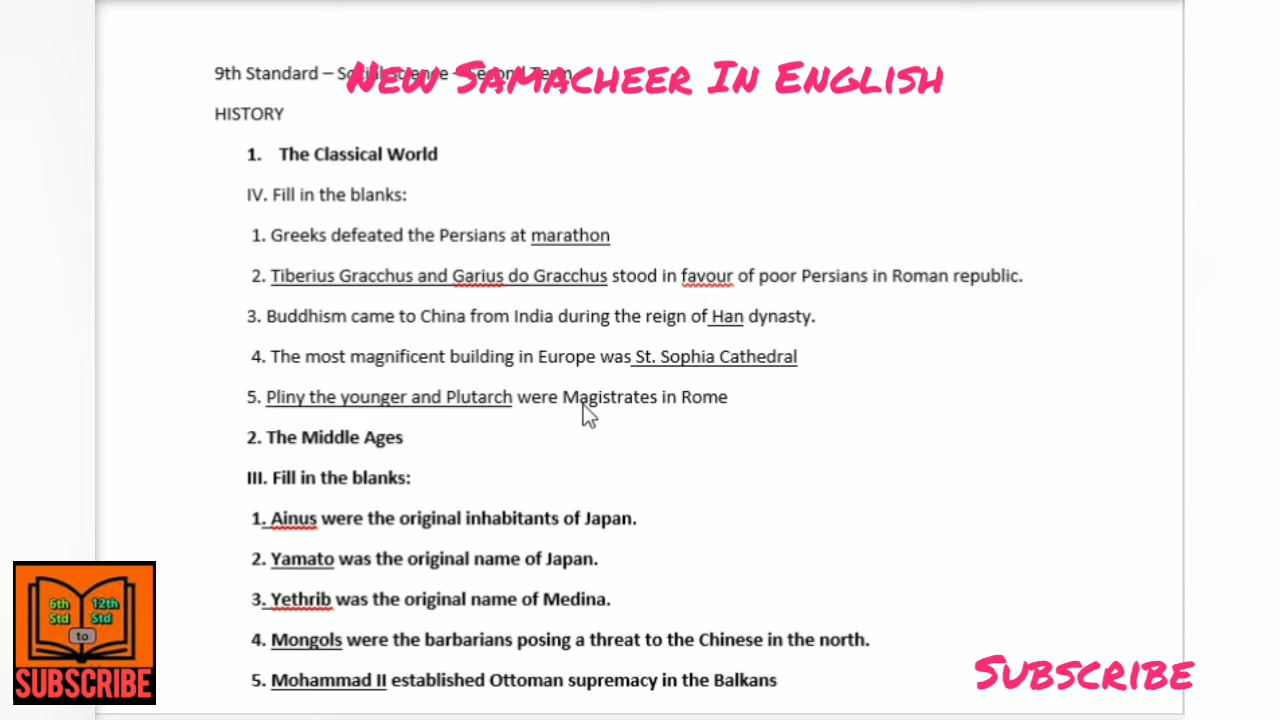 9th Standard – Social Science – Second Term
New Samacheer In English
HISTORY
1. The Classical World
IV. Fill in the blanks:
1. Greeks defeated the Persians at marathon
2. Tiberius Gracchus and Garius do Gracchus stood in favour of poor Persians in Roman republic.
3. Buddhism came to China from India during the reign of Han dynasty.
4. The most magnificent building in Europe was St. Sophia Cathedral
5. Pliny the younger and Plutarch were Magistrates in Rome
2. The Middle Ages
III. Fill in the blanks:
1. Ainus were the original inhabitants of Japan.
2. Yamato was the original name of Japan.
3. Yethrib was the original name of Medina.
4. Mongols were the barbarians posing a threat to the Chinese in the north.
5. Mohammad II established Ottoman supremacy in the Balkans
6th 12th
Std Std
to
SUBSCRIBE
Subscribe